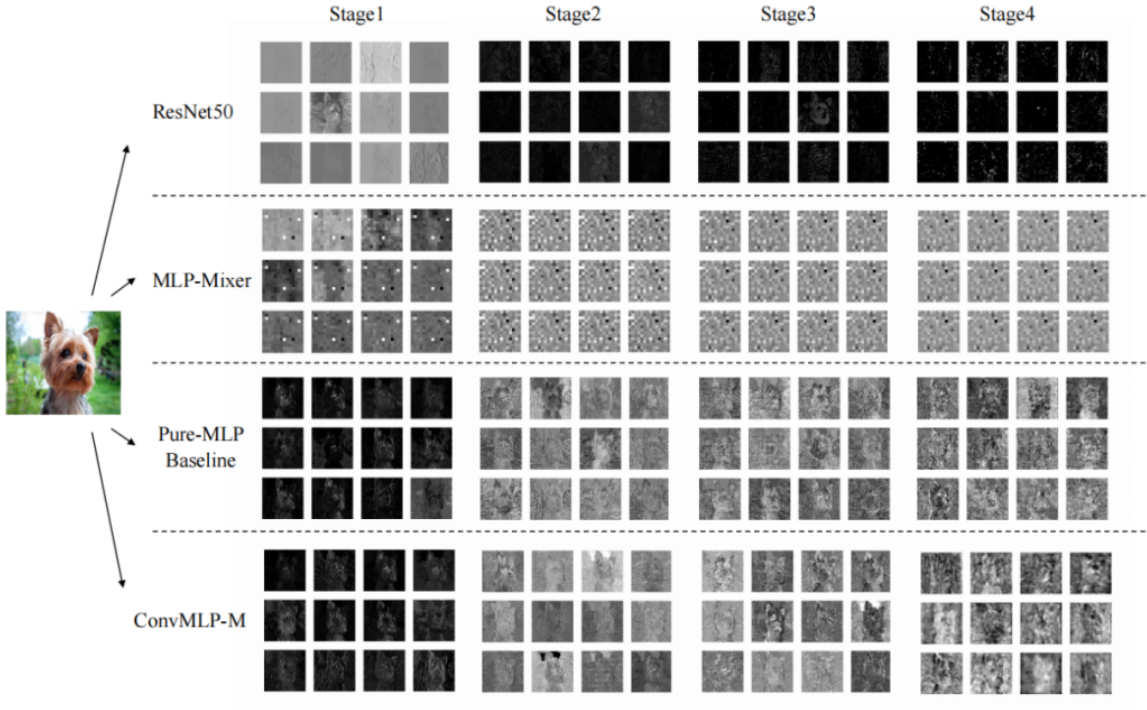 Stage1 Stage2 Stage3 Stage4
ResNet50
MLP-Mixer
Pure-MLP
Baseline
ConvMLP-M